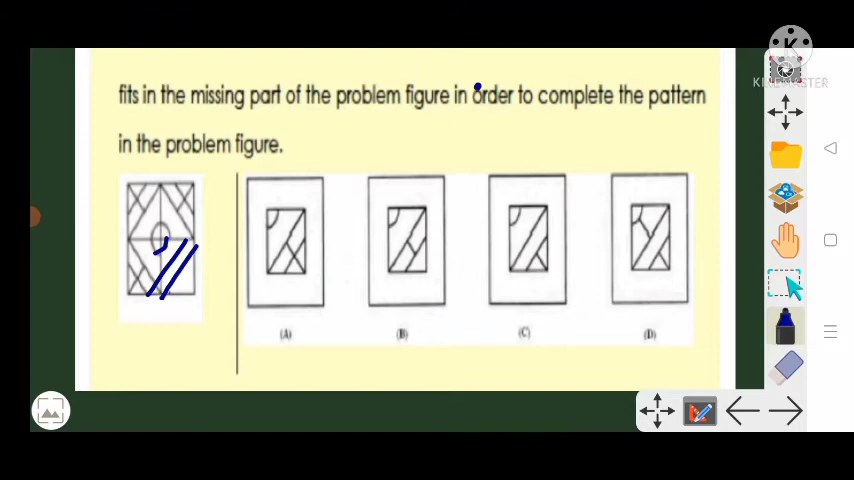 KINEMASTER
fits in the missing part of the problem figure in order to complete the pattern
in the problem figure.
(A) (B) (C) (D)